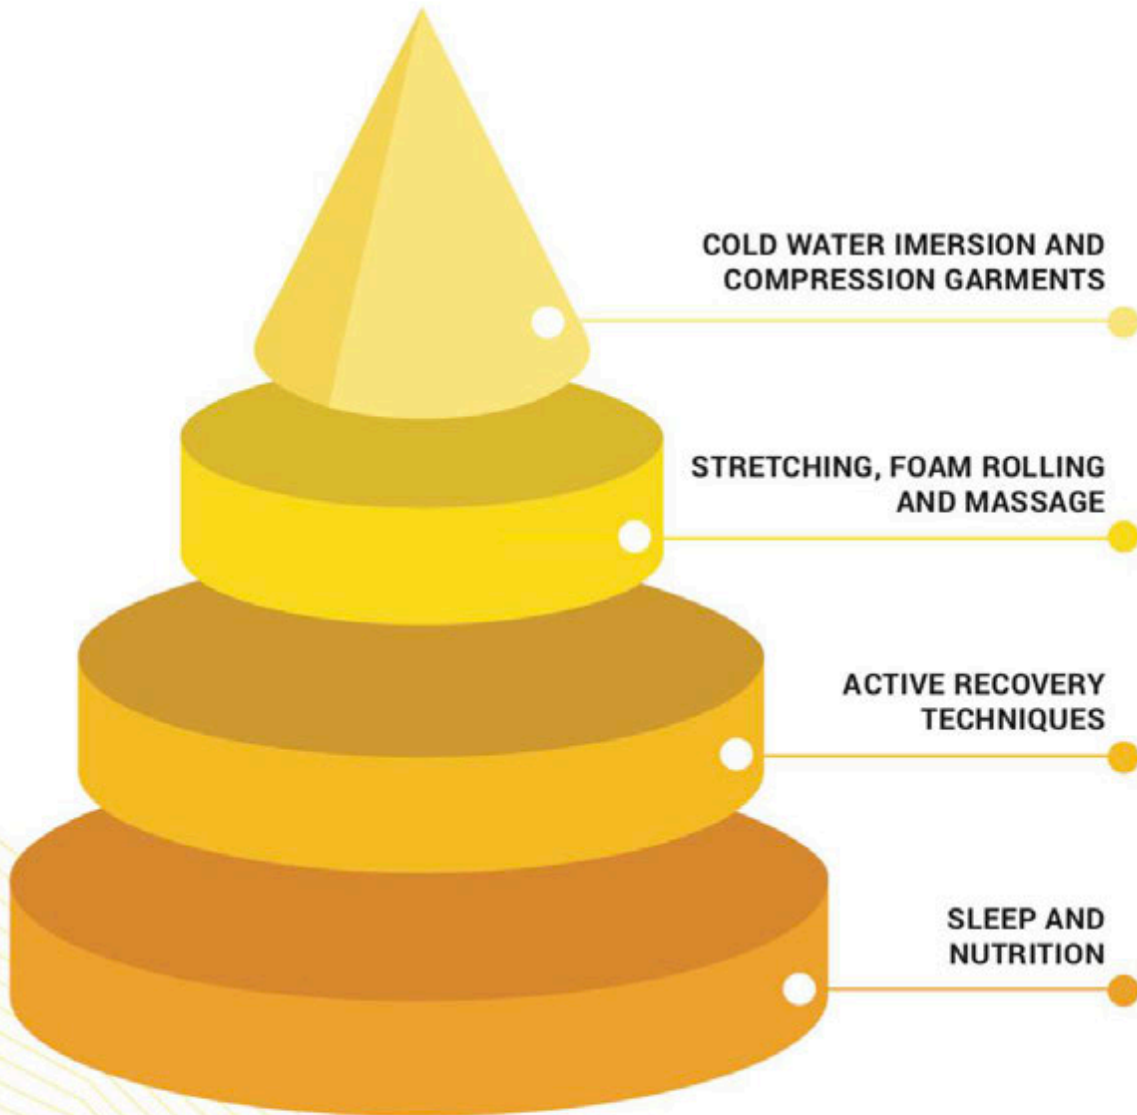 COLD WATER IMERSION AND
COMPRESSION GARMENTS
STRETCHING, FOAM ROLLING
AND MASSAGE
ACTIVE RECOVERY
TECHNIQUES
SLEEP AND
NUTRITION